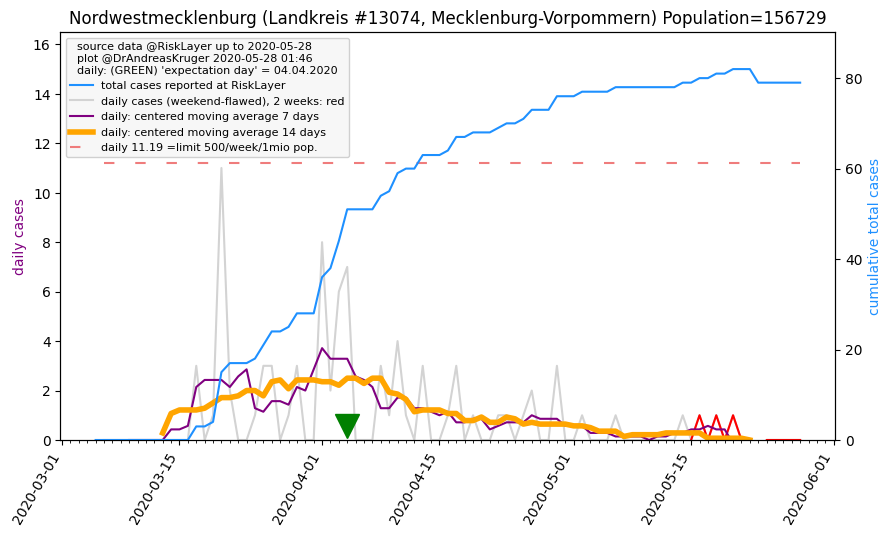 Nordwestmecklenburg (Landkreis #13074, Mecklenburg-Vorpommern) Population=156729
source data @RiskLayer up to 2020-05-28
plot @DrAndreasKruger 2020-05-28 01:46
daily: (GREEN) 'expectation day' = 04.04.2020
total cases reported at RiskLayer
daily cases (weekend-flawed), 2 weeks: red
daily: centered moving average 7 days
daily: centered moving average 14 days
daily 11.19 =limit 500/week/1mio pop.
daily cases
16
14
12
10
8
6
4
2
0
80
60
40
20
0
cumulative total cases
2020-03-01
2020-03-15
2020-04-01
2020-04-15
2020-05-01
2020-05-15
2020-06-01